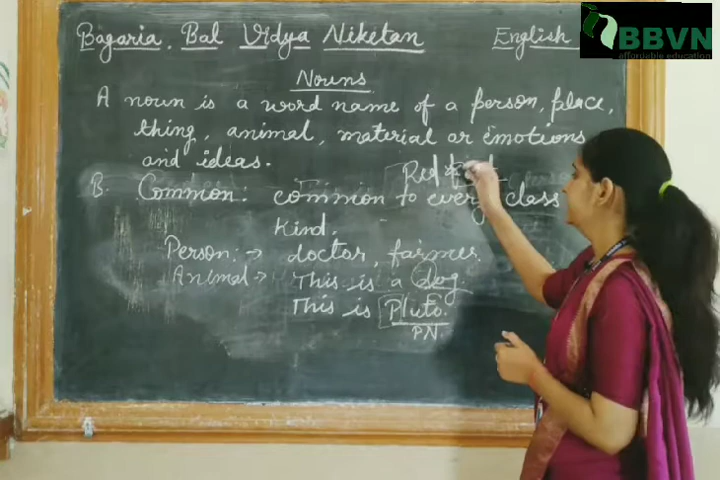 Bagaria Bal Vidya Niketan English
BBVN
affordable education
Nouns
A noun is a word name of a person, place,
thing, animal, material or emotions
and ideas.
Red
B. Common: common to every class
kind.
Person:→ doctor, farmer.
Animal→ This is a dog.
This is Pluto.
PN.